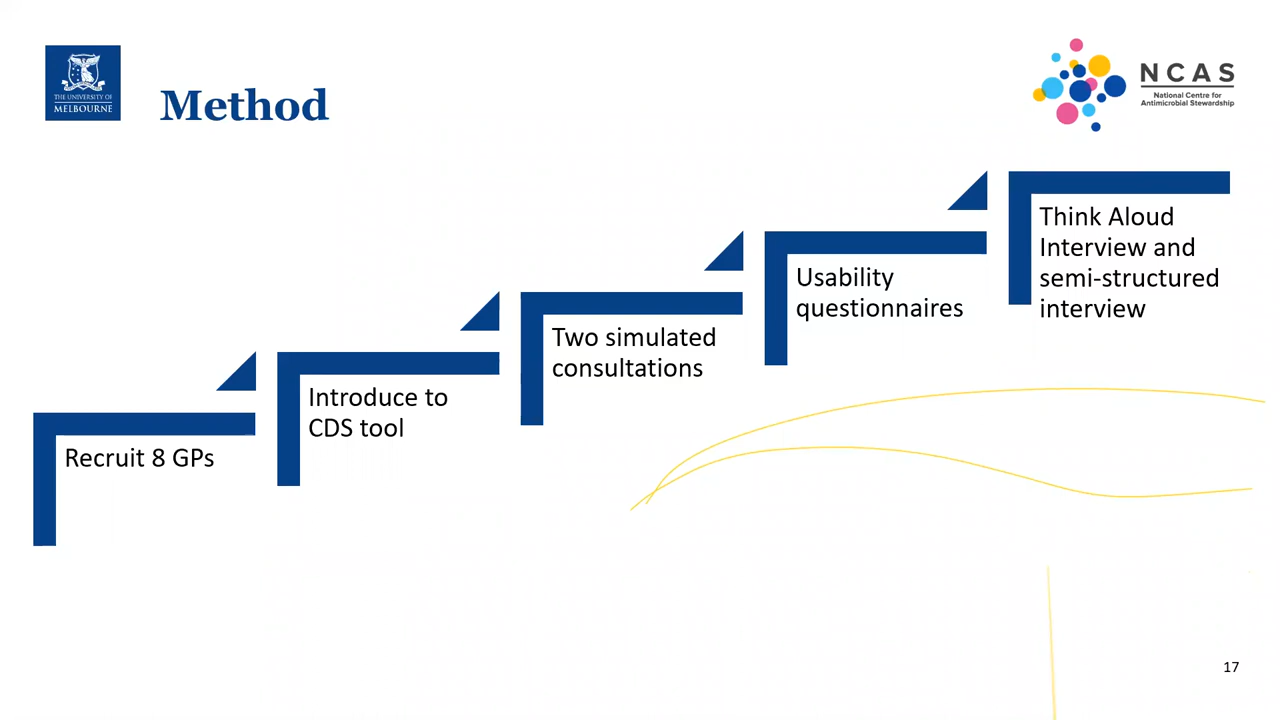 THE UNIVERSITY OF
MELBOURNE
Method
NCAS
National Centre for
Antimicrobial Stewardship
Recruit 8 GPs
Introduce to
CDS tool
Two simulated
consultations
Usability
questionnaires
Think Aloud
Interview and
semi-structured
interview
17